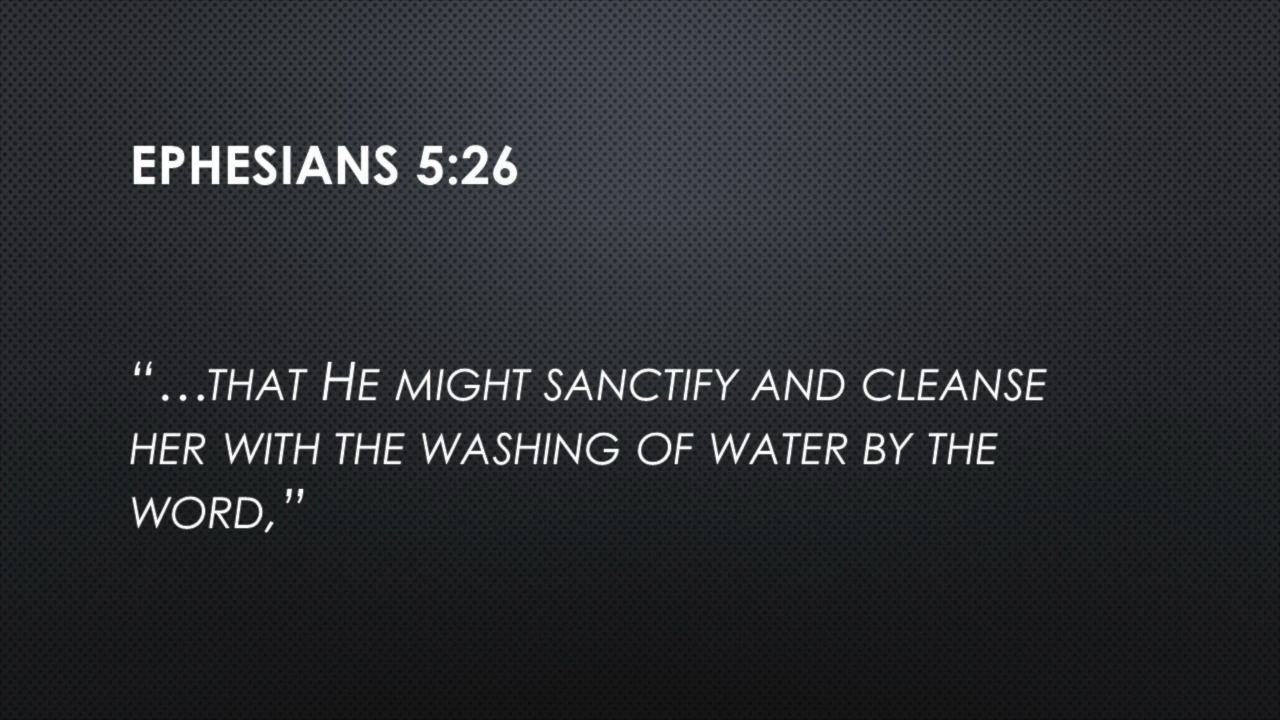 EPHESIANS 5:26
“…THAT HE MIGHT SANCTIFY AND CLEANSE
HER WITH THE WASHING OF WATER BY THE
WORD,”